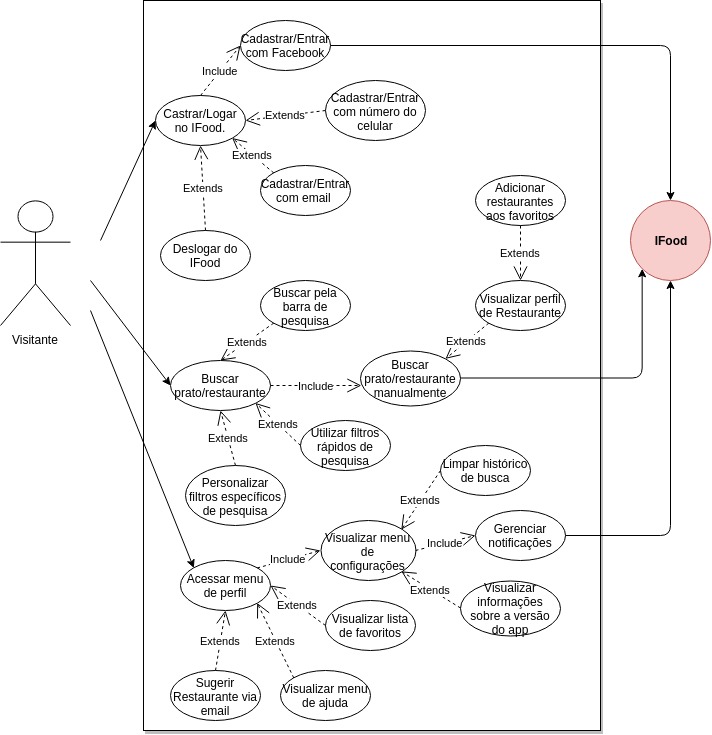 Cadastrar/Entrar
com Facebook
Include
Castrar/Logar
no IFood.
Extends
Cadastrar/Entrar
com número do
celular
Extends
Cadastrar/Entrar
com email
Extends
Deslogar do
IFood
Adicionar
restaurantes
aos favoritos
Extends
Visualizar perfil
de Restaurante
IFood
Visitante
Buscar pela
barra de
pesquisa
Extends
Extends
Buscar
prato/restaurante
Include
Buscar
prato/restaurante
manualmente
Extends
Utilizar filtros
rápidos de
pesquisa
Extends
Personalizar
filtros específicos
de pesquisa
Limpar histórico
de busca
Extends
Visualizar menu
de
configurações
Include
Gerenciar
notificações
Include
Acessar menu
de perfil
Extends
Visualizar
informações
sobre a versão
do app
Extends
Visualizar lista
de favoritos
Extends
Extends
Sugerir
Restaurante via
email
Visualizar menu
de ajuda